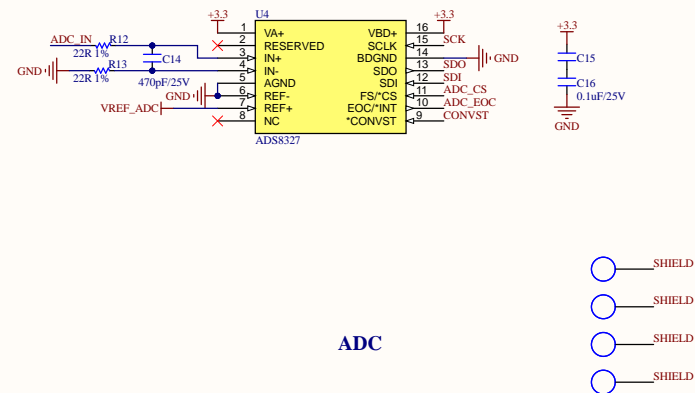 +3.3
U4
+3.3
1 VA+ VBD+ 16
2 RESERVED SCLK 15 SCK
ADC_IN R12
22R 1%
3 IN+ BDGND 14 GND
C14
GND R13
22R 1%
470pF/25V
4 IN- SDO 13 SDO
5 AGND SDI 12 SDI
GND 6 REF- FS/*CS 11 ADC_CS
VREF_ADC 7 REF+ EOC/*INT 10 ADC_EOC
8 NC *CONVST 9 CONVST
ADS8327
+3.3
C15
C16
0.1uF/25V
GND
SHIELD
SHIELD
ADC
SHIELD
SHIELD